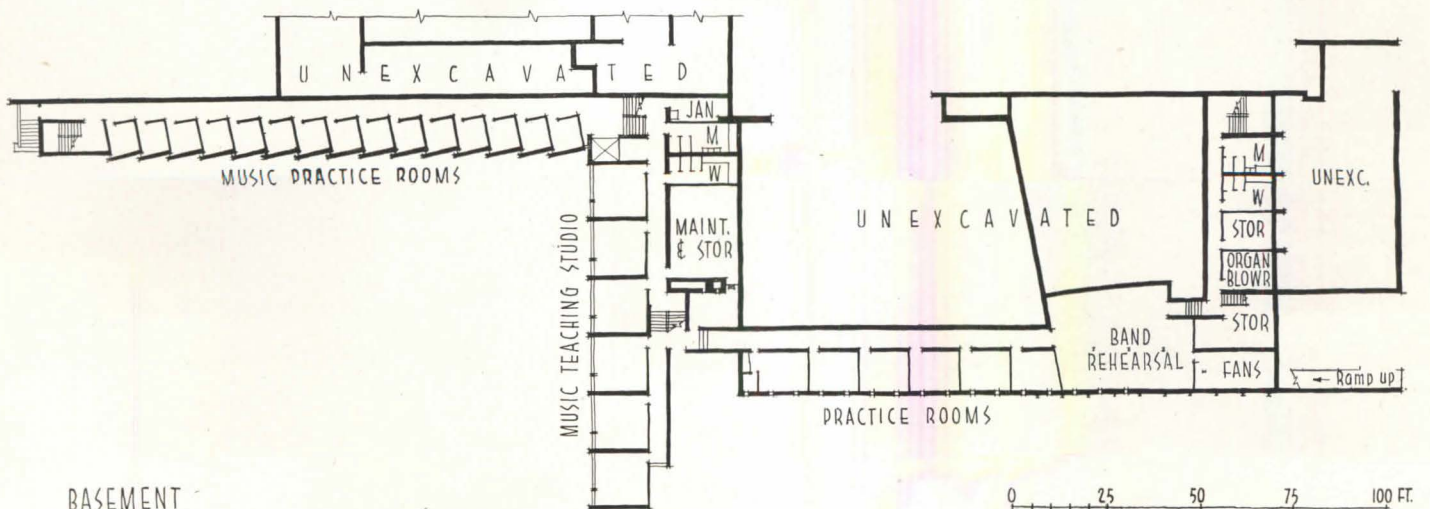 UNEXCAVATED
JAN.
M
W
MUSIC PRACTICE ROOMS
MAINT.
& STOR
MUSIC TEACHING STUDIO
UNEXCAVATED
M
W
STOR
ORGAN
BLOWR
STOR
FANS
UNEXC.
BAND
REHEARSAL
← Ramp up
PRACTICE ROOMS
BASEMENT
0 25 50 75 100 FT.